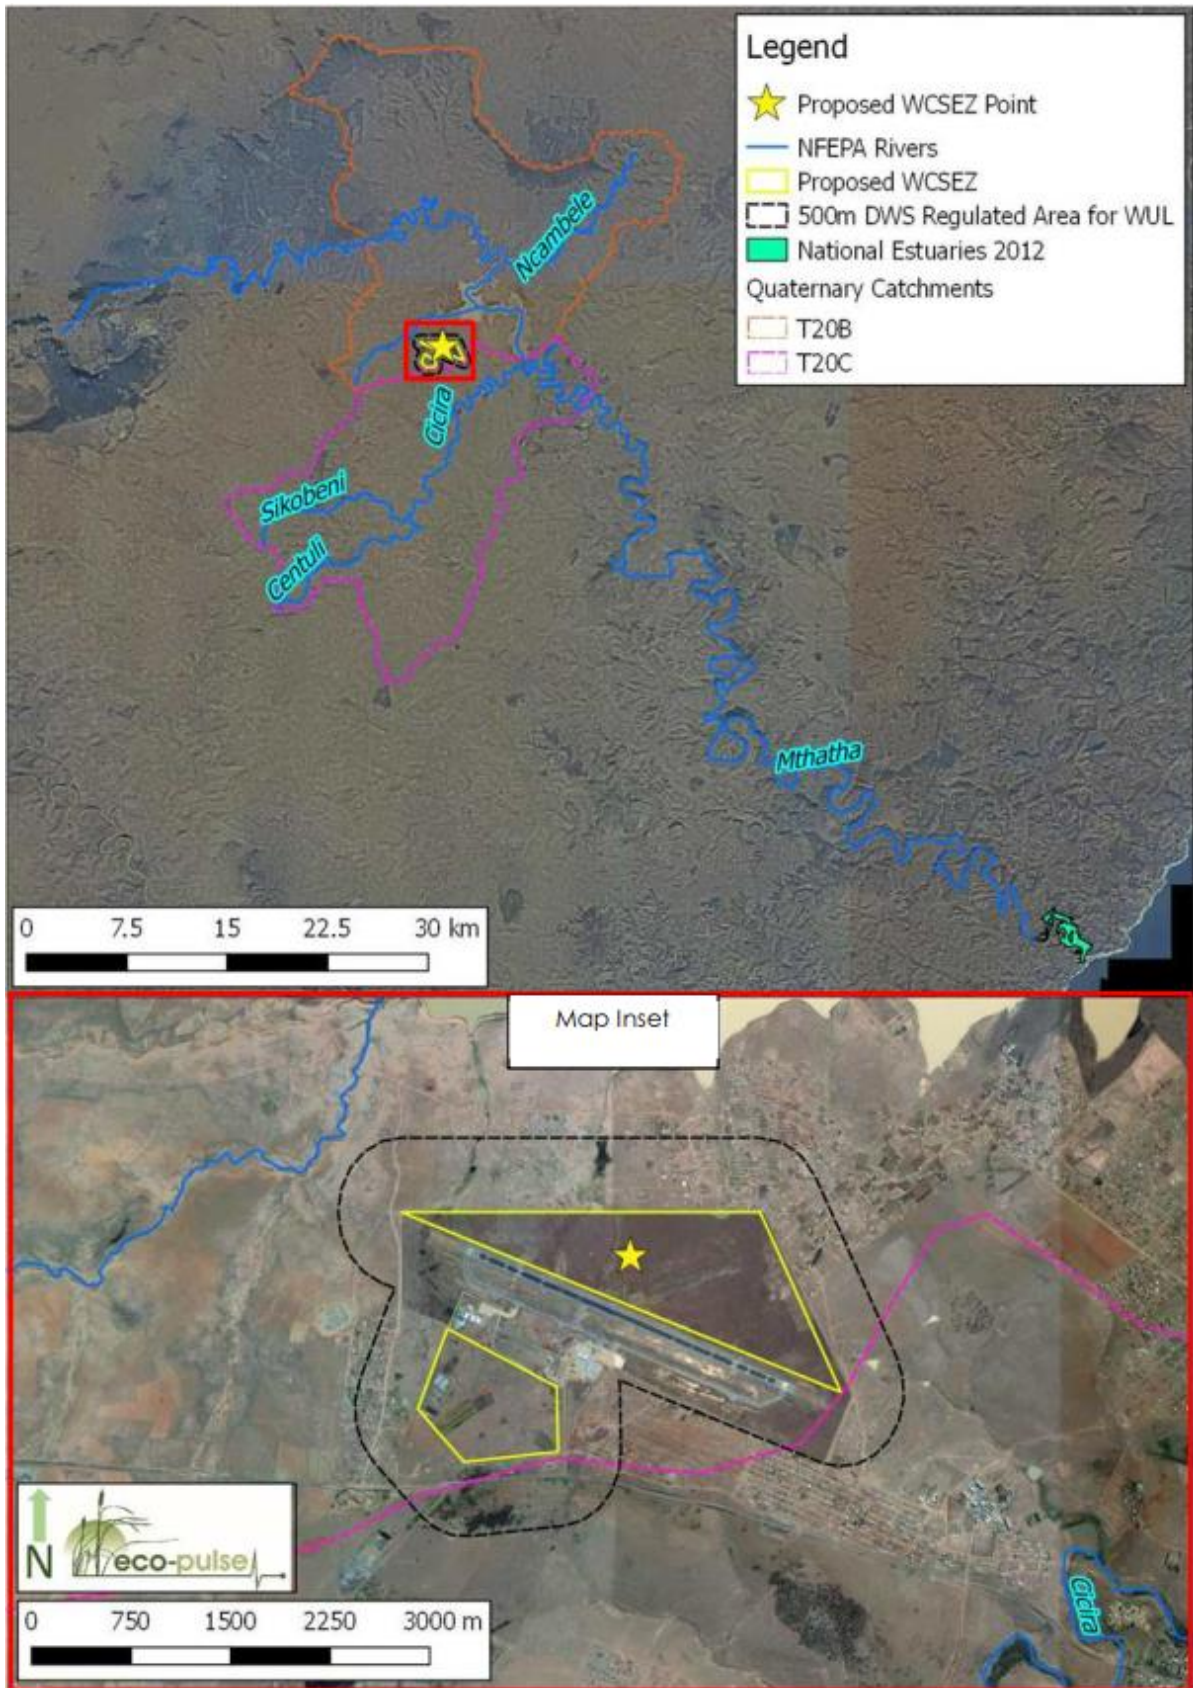 Legend
Proposed WCSEZ Point
NFEPA Rivers
Proposed WCSEZ
500m DWS Regulated Area for WUL
National Estuaries 2012
Quaternary Catchments
T20B
T20C
Ncambele
Cicira
Sikobeni
Centuli
Mthatha
0 7.5 15 22.5 30 km
Map Inset
N
eco-pulse
0 750 1500 2250 3000 m
Cicira